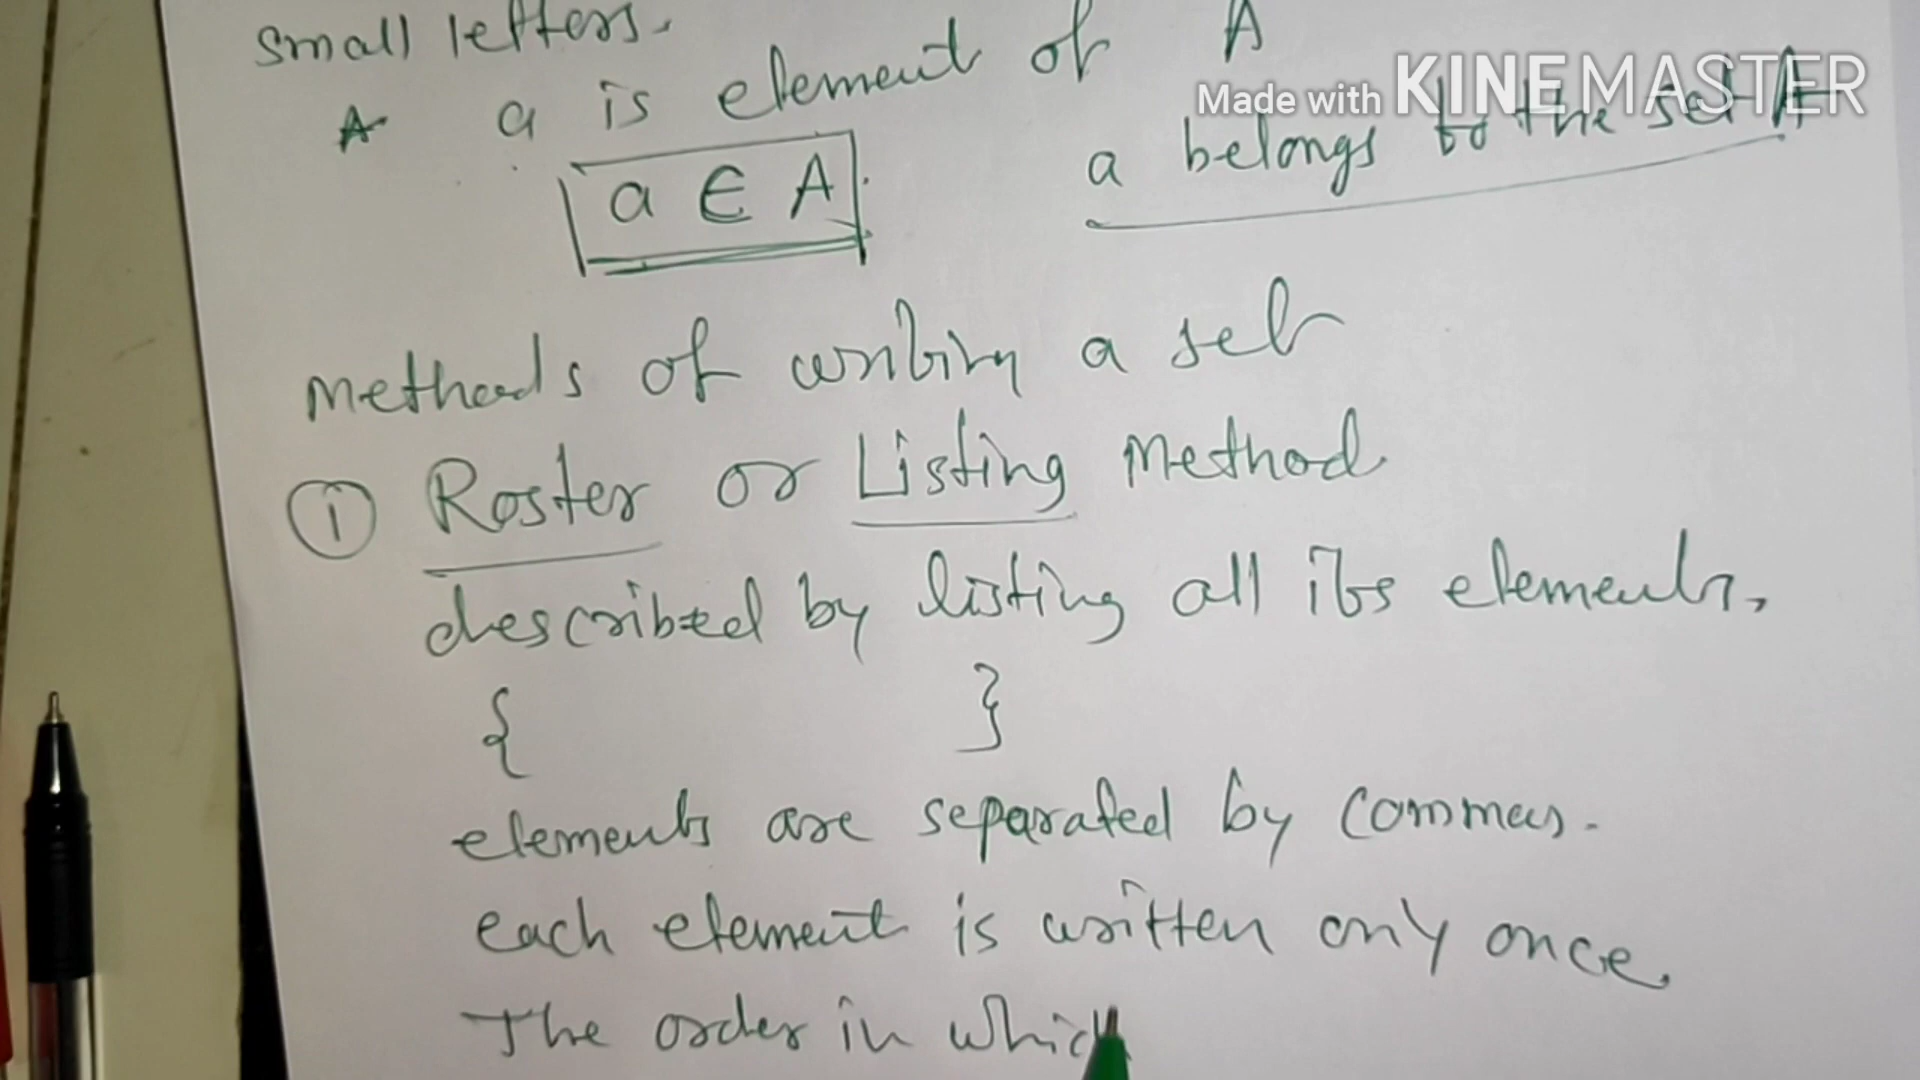 small letters.
A a is element of A
Made with KINEMASTER
a ∈ A
a belongs to the set A
Methods of writing a set
① Roster or Listing Method
described by listing all its elements,
{ }
elements are separated by commas.
each element is written only once.
The order in which